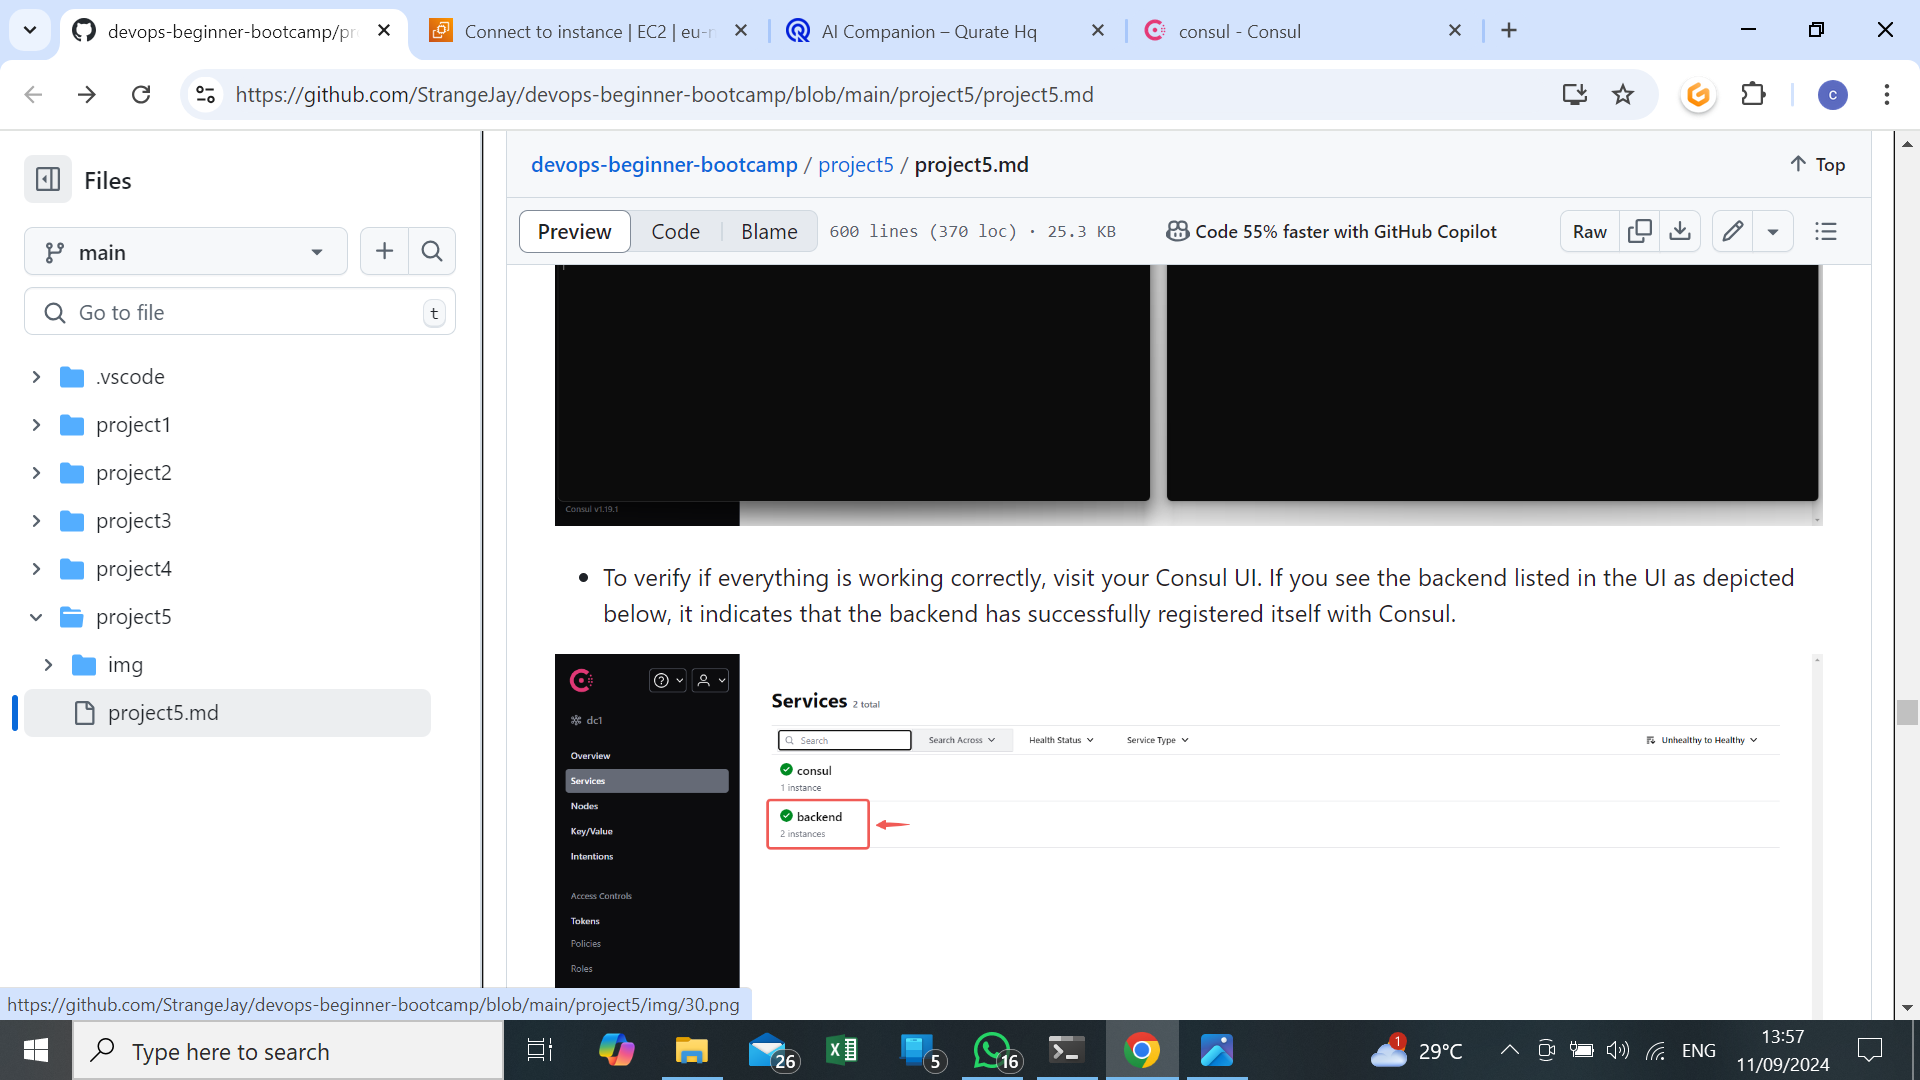 devops-beginner-bootcamp/pr
Connect to instance | EC2 | eu-n
AI Companion – Qurate Hq
consul - Consul
https://github.com/StrangeJay/devops-beginner-bootcamp/blob/main/project5/project5.md
c
Files
main
Go to file
t
.vscode
project1
project2
project3
project4
project5
img
project5.md
devops-beginner-bootcamp / project5 / project5.md
Top
Preview
Code
Blame
600 lines (370 loc) · 25.3 KB
Code 55% faster with GitHub Copilot
Raw
Consul v1.19.1
• To verify if everything is working correctly, visit your Consul UI. If you see the backend listed in the UI as depicted
below, it indicates that the backend has successfully registered itself with Consul.
dc1
Overview
Services
Nodes
Key/Value
Intentions
Access Controls
Tokens
Policies
Roles
Services 2 total
Search
Search Across
Health Status
Service Type
Unhealthy to Healthy
consul
1 instance
backend
2 instances
https://github.com/StrangeJay/devops-beginner-bootcamp/blob/main/project5/img/30.png
Type here to search
26
5
16
1
29°C
ENG
13:57
11/09/2024